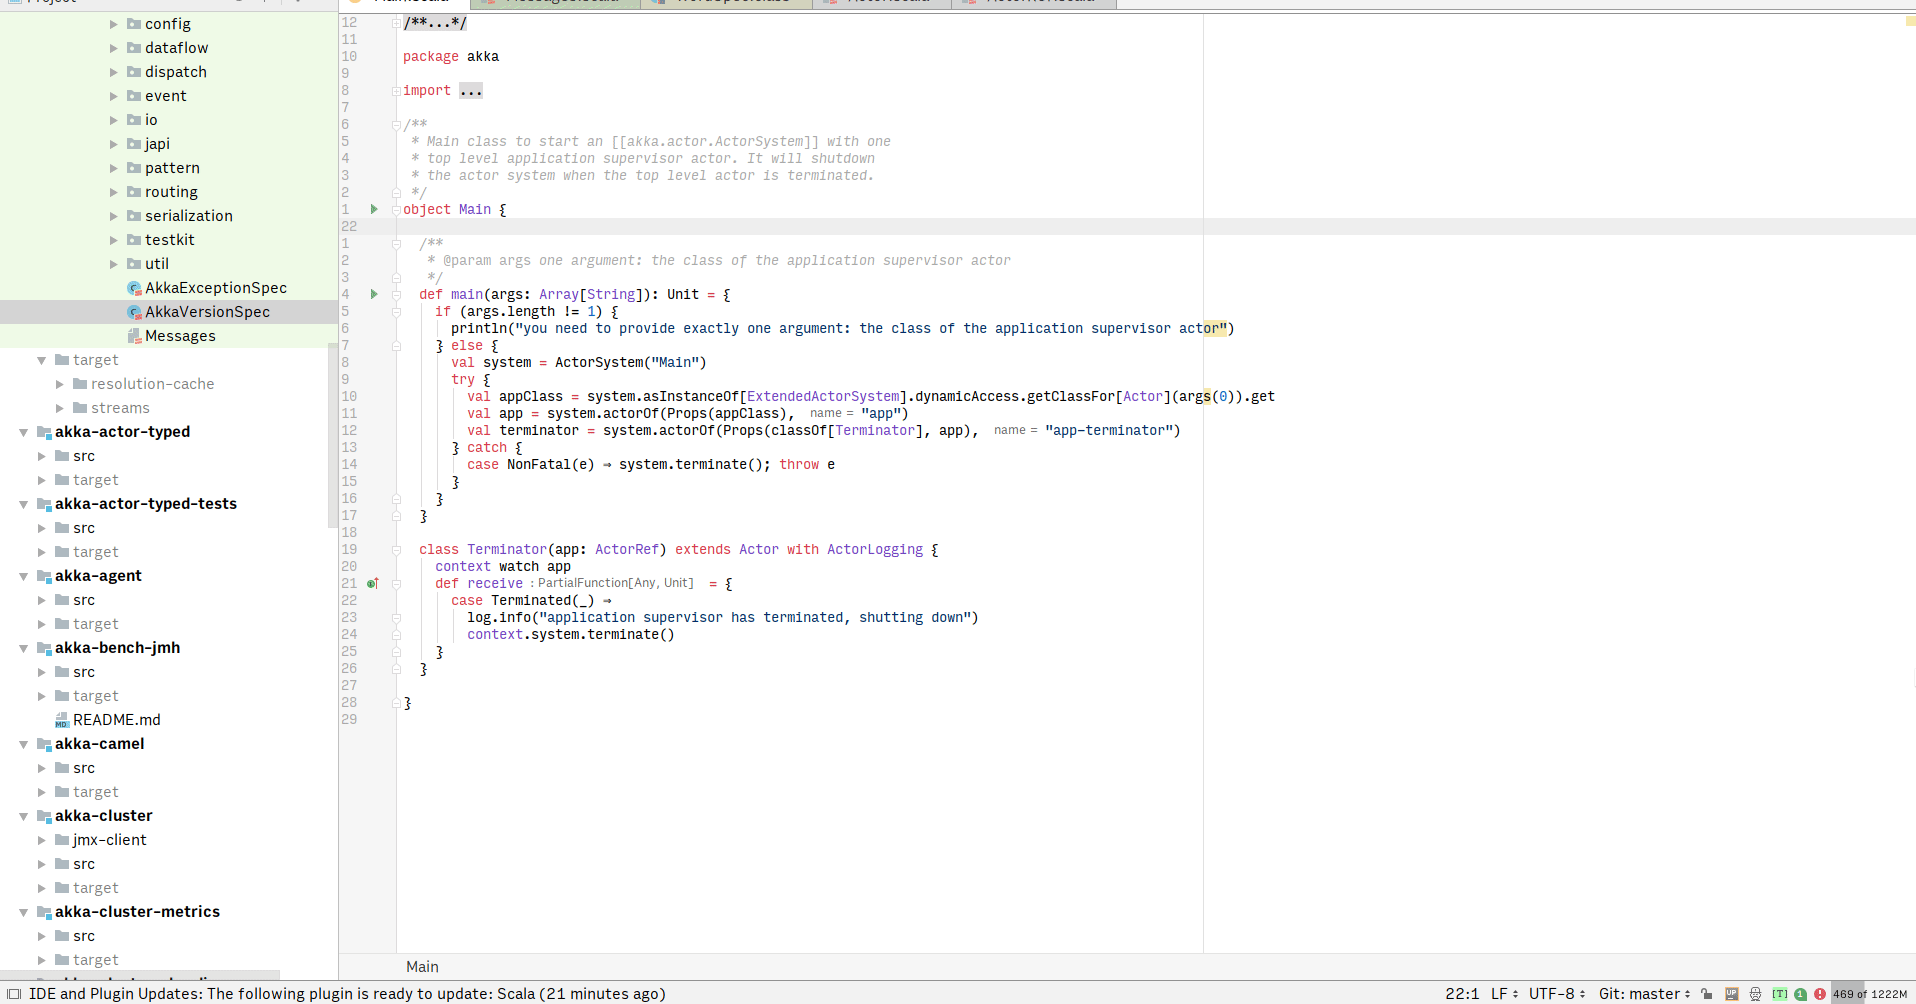 config
dataflow
dispatch
event
io
japi
pattern
routing
serialization
testkit
util
AkkaExceptionSpec
AkkaVersionSpec
Messages
target
resolution-cache
streams
akka-actor-typed
src
target
akka-actor-typed-tests
src
target
akka-agent
src
target
akka-bench-jmh
src
target
README.md
akka-camel
src
target
akka-cluster
jmx-client
src
target
akka-cluster-metrics
src
target
12 /**...*/
11
10 package akka
9
8 import ...
7
6 /**
5 * Main class to start an [[akka.actor.ActorSystem]] with one
4 * top level application supervisor actor. It will shutdown
3 * the actor system when the top level actor is terminated.
2 */
1 object Main {
22
1 /**
2 * @param args one argument: the class of the application supervisor actor
3 */
4 def main(args: Array[String]): Unit = {
5 if (args.length != 1) {
6 println("you need to provide exactly one argument: the class of the application supervisor actor")
7 } else {
8 val system = ActorSystem("Main")
9 try {
10 val appClass = system.asInstanceOf[ExtendedActorSystem].dynamicAccess.getClassFor[Actor](args(0)).get
11 val app = system.actorOf(Props(appClass), name = "app")
12 val terminator = system.actorOf(Props(classOf[Terminator], app), name = "app-terminator")
13 } catch {
14 case NonFatal(e) ⇒ system.terminate(); throw e
15 }
16 }
17 }
18
19 class Terminator(app: ActorRef) extends Actor with ActorLogging {
20 context watch app
21 def receive : PartialFunction[Any, Unit] = {
22 case Terminated(_) ⇒
23 log.info("application supervisor has terminated, shutting down")
24 context.system.terminate()
25 }
26 }
27
28 }
29
Main
IDE and Plugin Updates: The following plugin is ready to update: Scala (21 minutes ago)
22:1 LF UTF-8 Git: master UP [T] 1 469 of 1222M